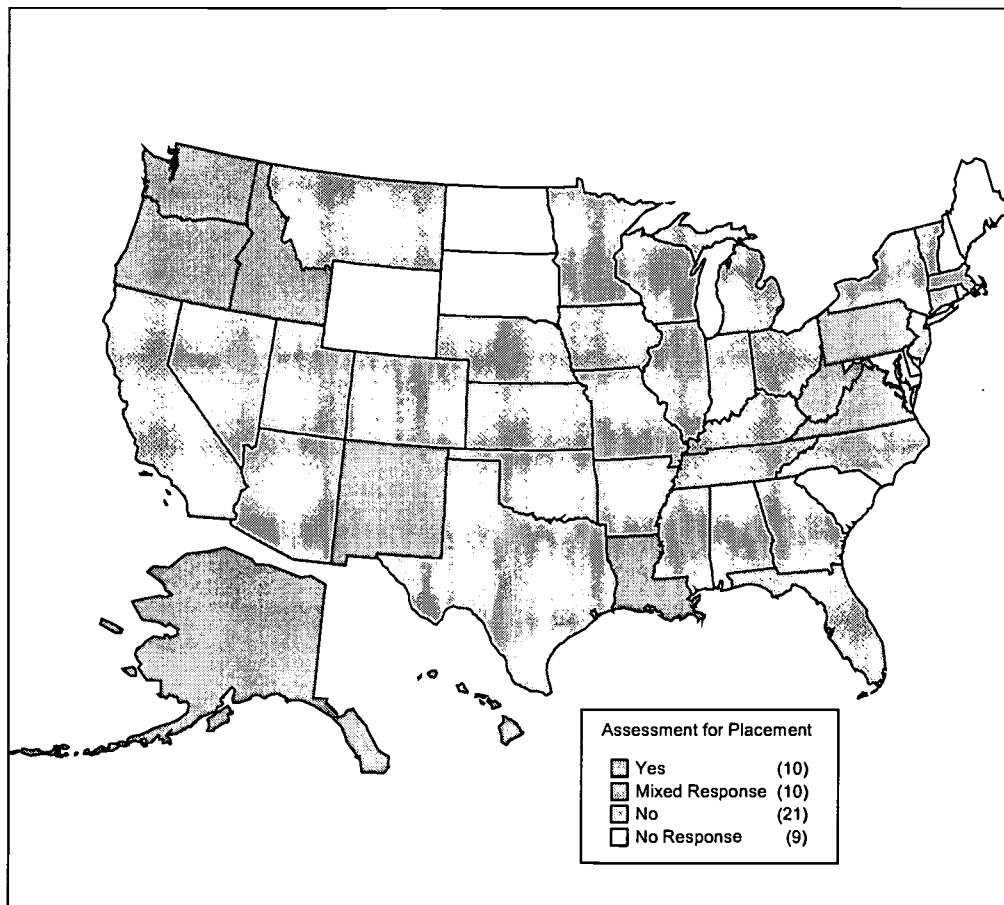 Assessment for Placement
Yes (10)
Mixed Response (10)
No (21)
No Response (9)